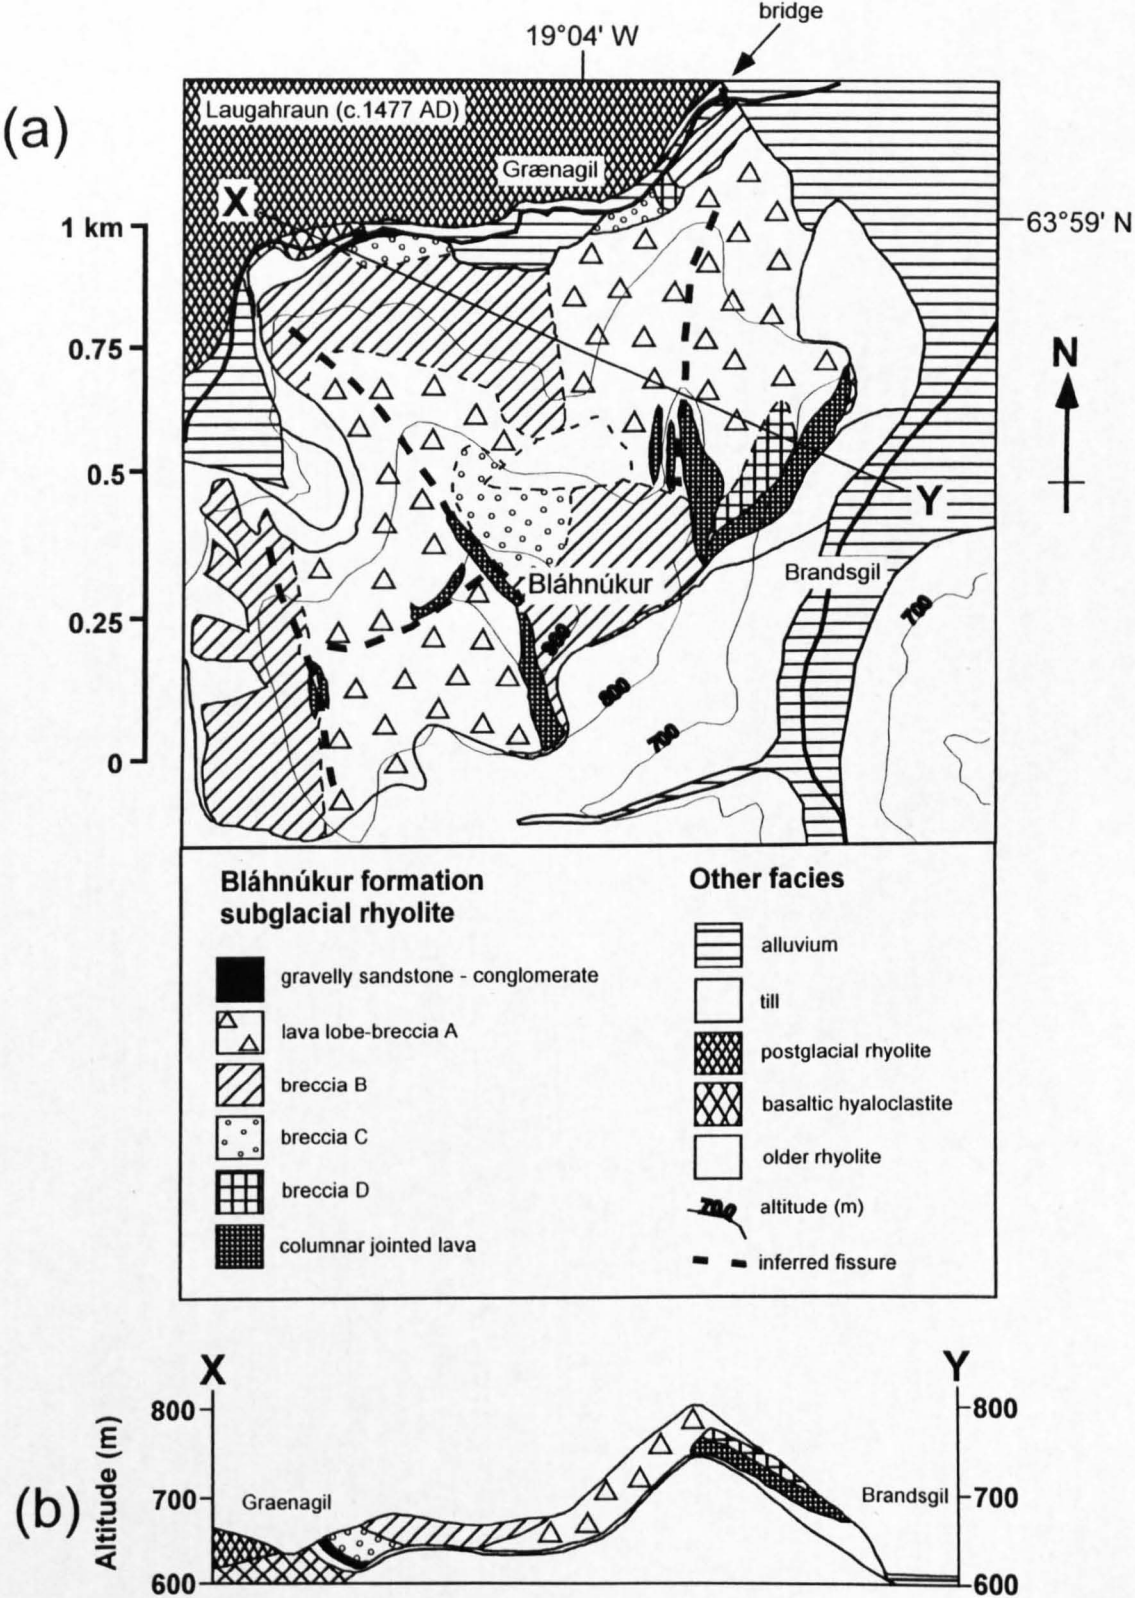 bridge
19°04' W
(a)
Laugahraun (c.1477 AD)
Grænagil
X
1 km
63°59' N
0.75
N
0.5
Y
Brandsgil
Bláhnúkur
700
0.25
900
800
700
0
Bláhnúkur formation
subglacial rhyolite
gravelly sandstone - conglomerate
lava lobe-breccia A
breccia B
breccia C
breccia D
columnar jointed lava
Other facies
alluvium
till
postglacial rhyolite
basaltic hyaloclastite
older rhyolite
700
altitude (m)
inferred fissure
X
Y
(b)
Altitude (m)
800
700
600
Graenagil
Brandsgil
800
700
600